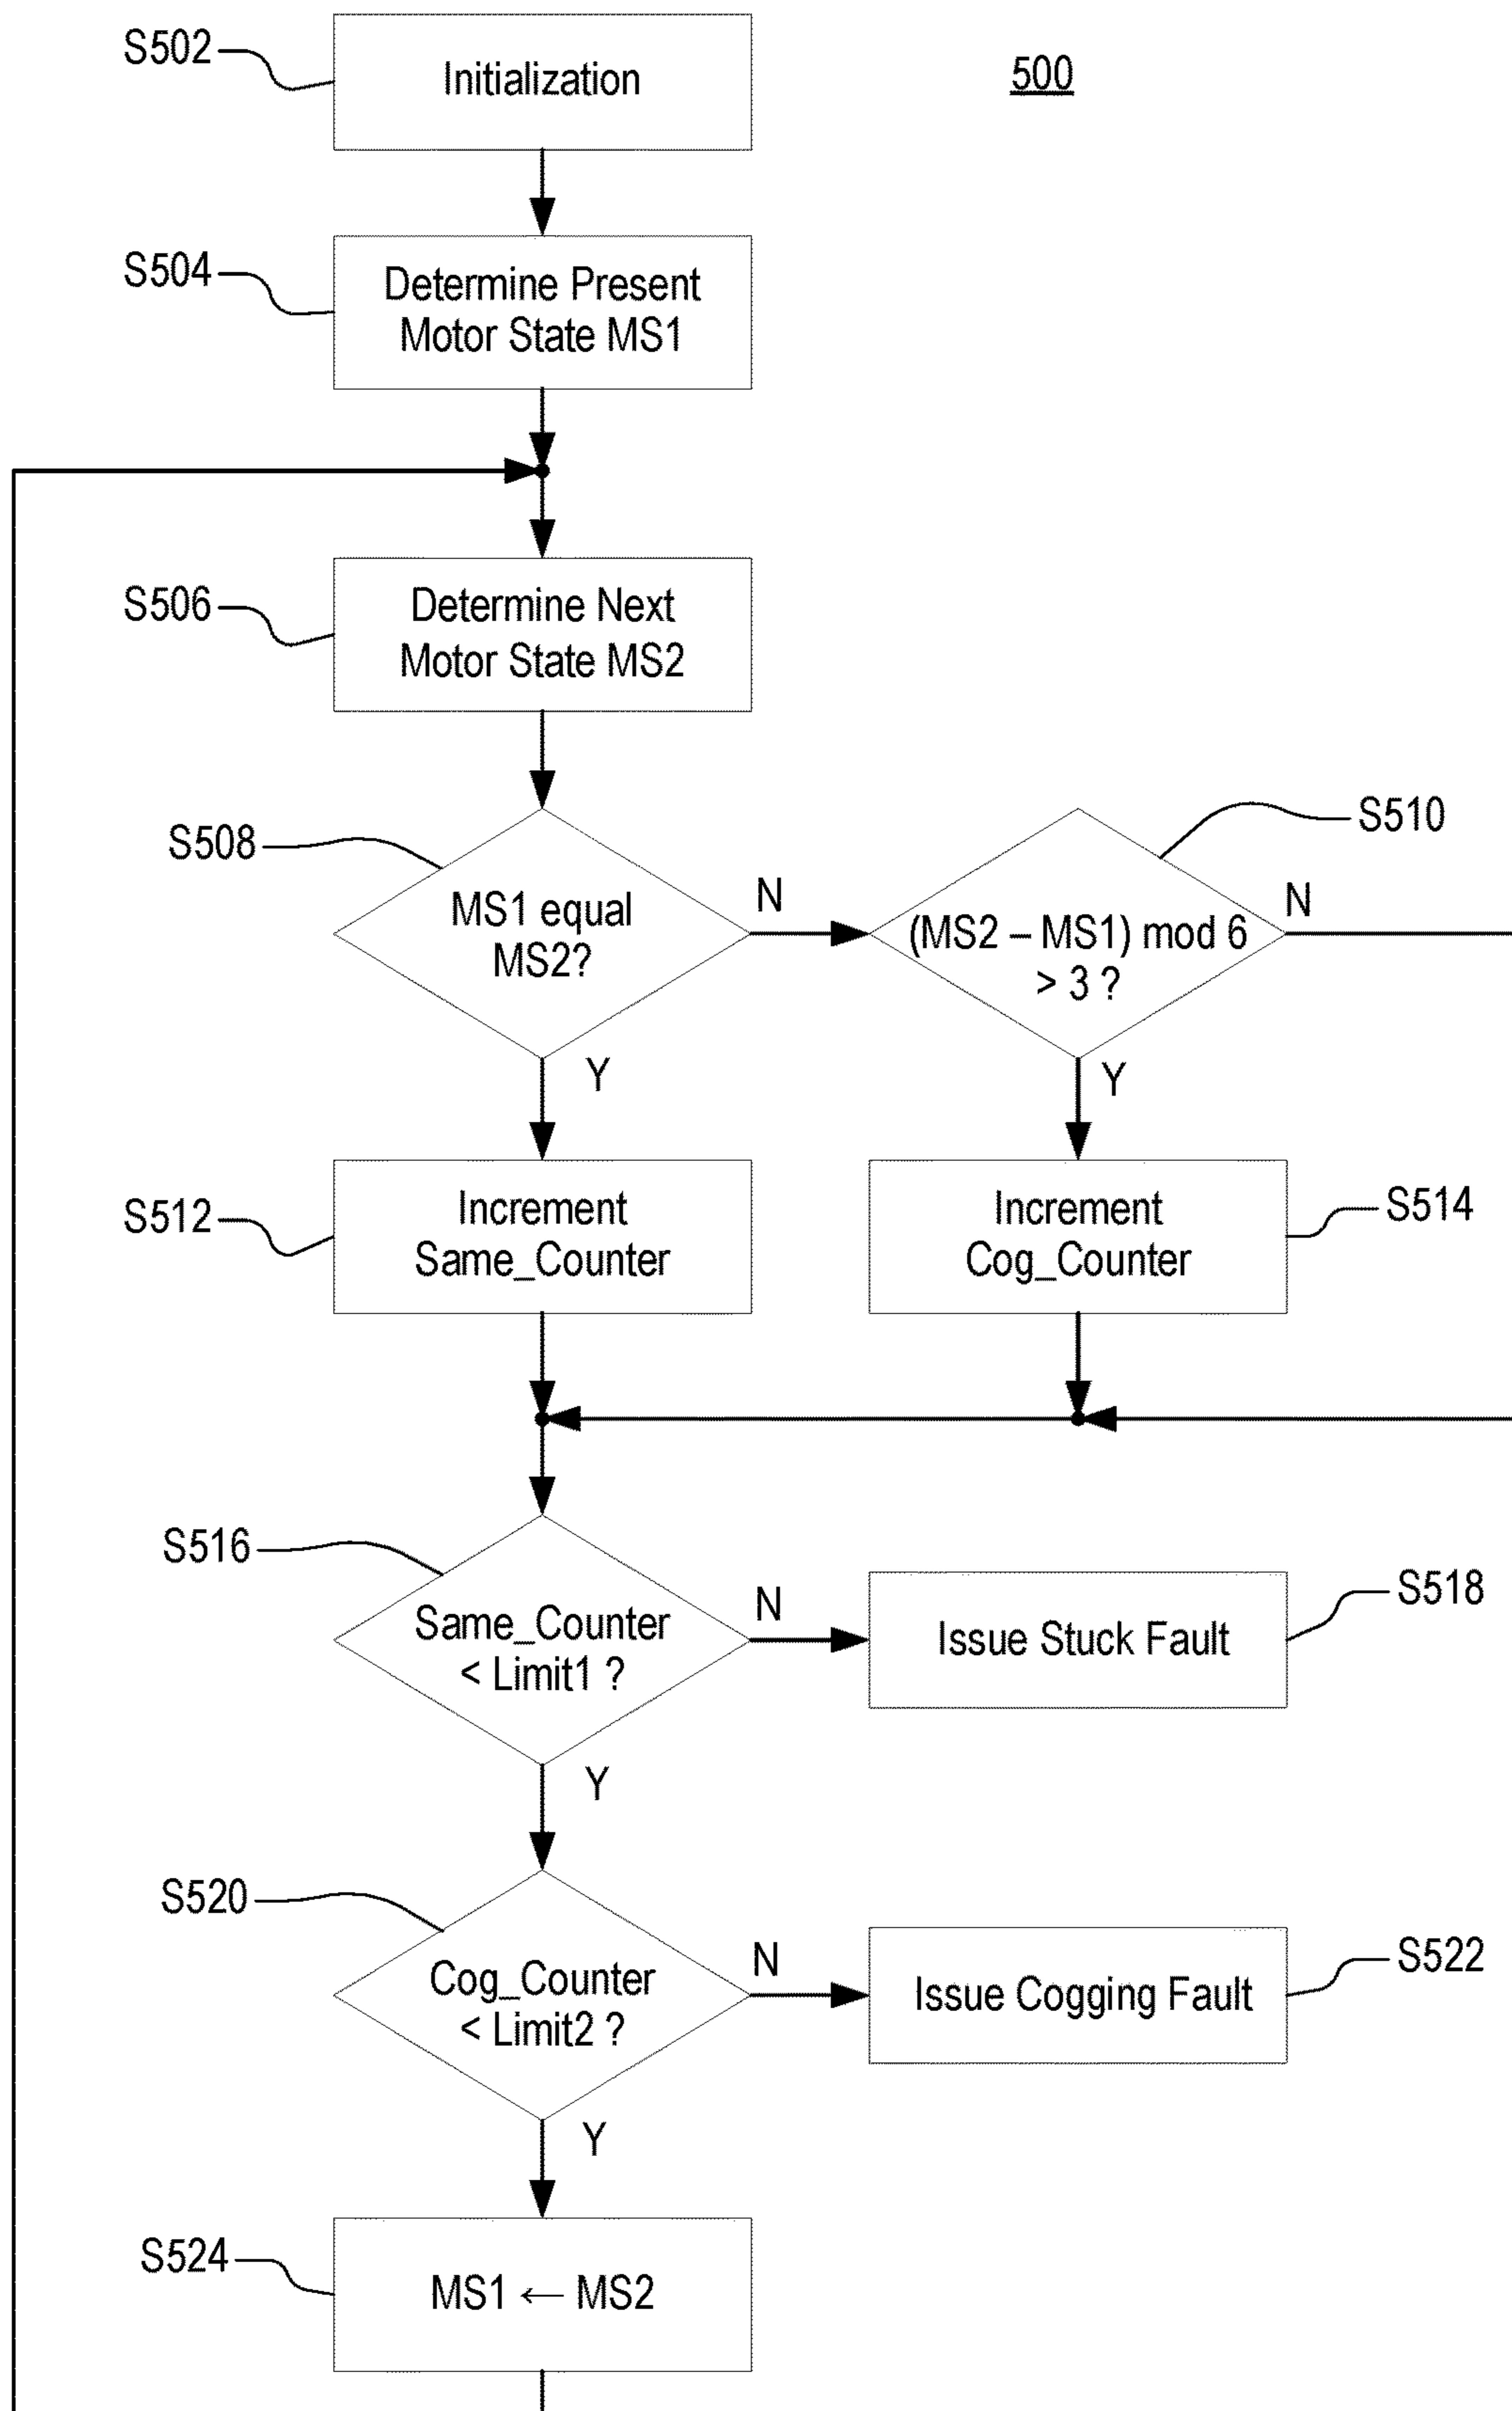 S502
Initialization
500
S504
Determine Present
Motor State MS1
S506
Determine Next
Motor State MS2
S508
MS1 equal
MS2?
N
Y
S510
(MS2 – MS1) mod 6
> 3 ?
N
Y
S512
Increment
Same_Counter
S514
Increment
Cog_Counter
S516
Same_Counter
< Limit1 ?
N
Y
S518
Issue Stuck Fault
S520
Cog_Counter
< Limit2 ?
N
Y
S522
Issue Cogging Fault
S524
MS1 ← MS2